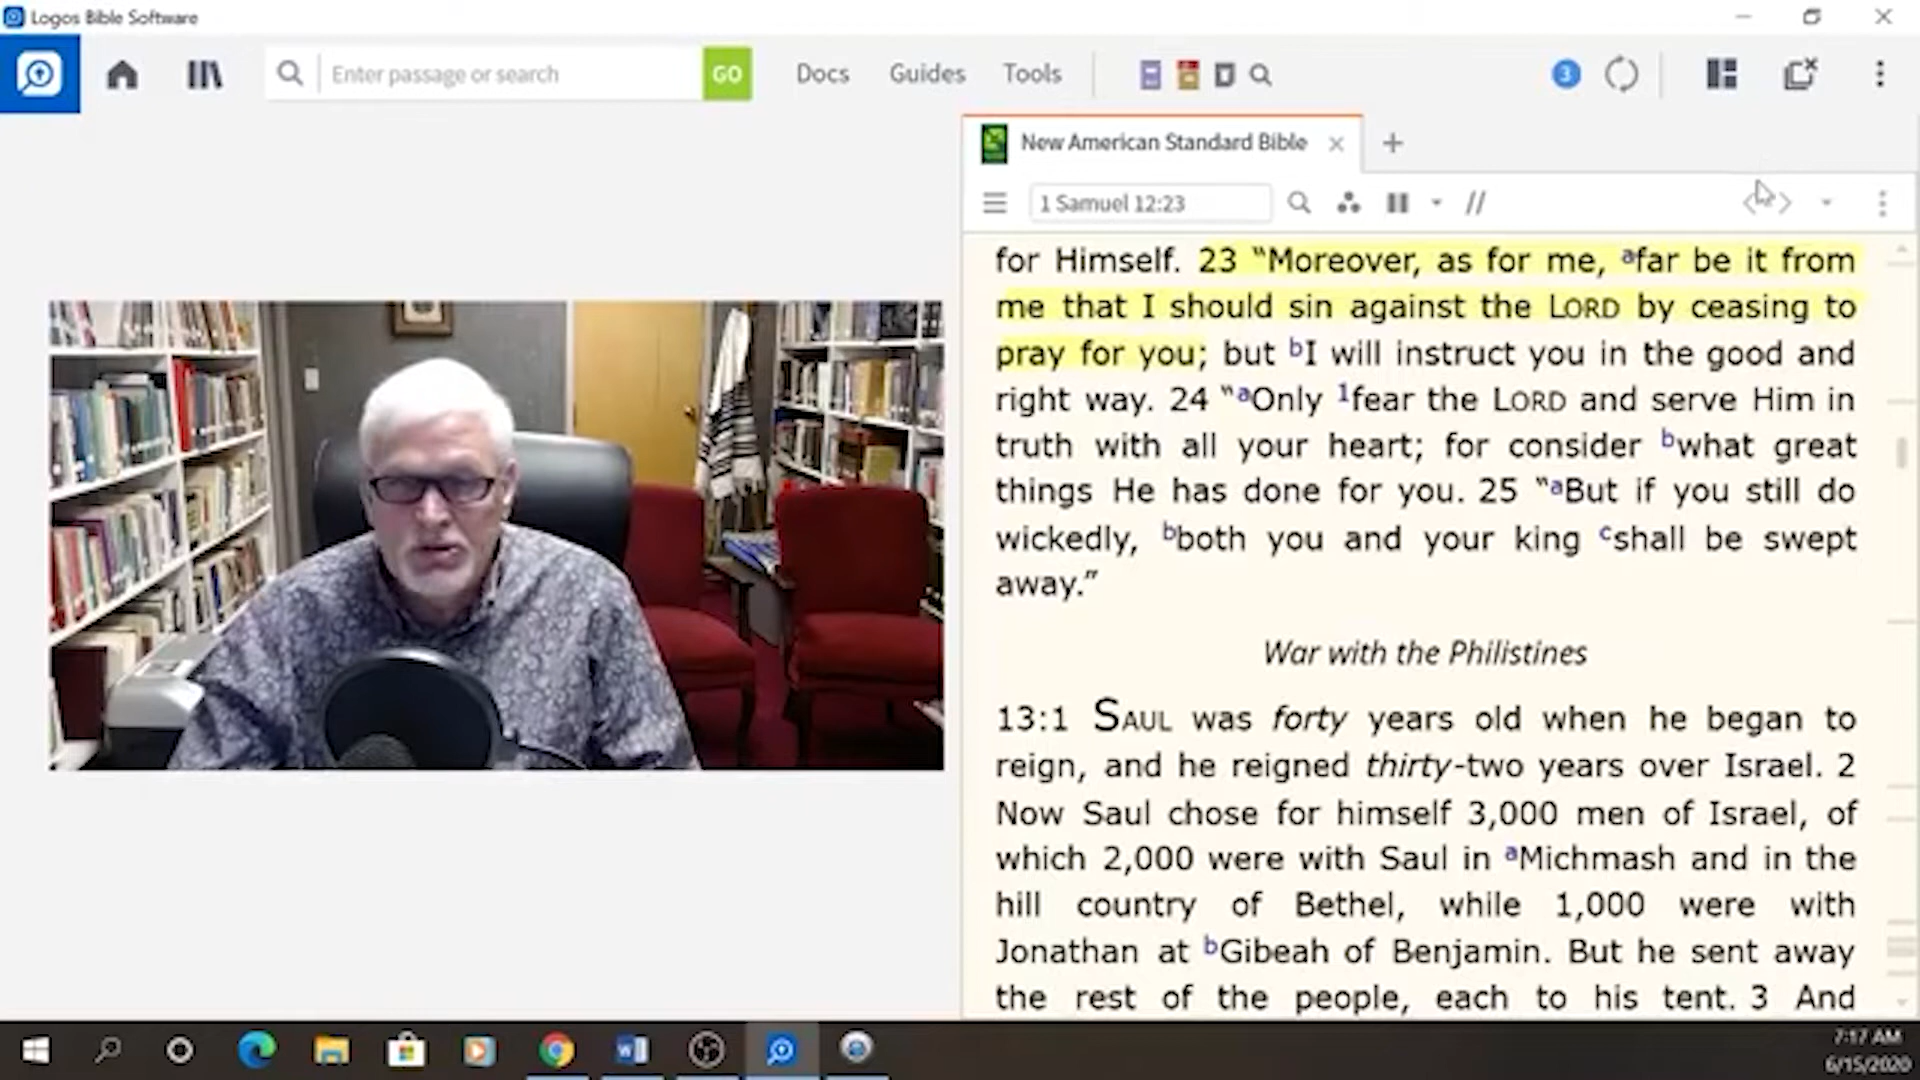 Logos Bible Software
Enter passage or search
GO
Docs
Guides
Tools
3
New American Standard Bible
1 Samuel 12:23
for Himself. 23 “Moreover, as for me, ᵃfar be it from
me that I should sin against the LORD by ceasing to
pray for you; but ᵇI will instruct you in the good and
right way. 24 “ᵃOnly ¹fear the LORD and serve Him in
truth with all your heart; for consider ᵇwhat great
things He has done for you. 25 “ᵃBut if you still do
wickedly, ᵇboth you and your king ᶜshall be swept
away.”
War with the Philistines
13:1 SAUL was forty years old when he began to
reign, and he reigned thirty-two years over Israel. 2
Now Saul chose for himself 3,000 men of Israel, of
which 2,000 were with Saul in ᵃMichmash and in the
hill country of Bethel, while 1,000 were with
Jonathan at ᵇGibeah of Benjamin. But he sent away
the rest of the people, each to his tent. 3 And
7:17 AM
6/15/2020